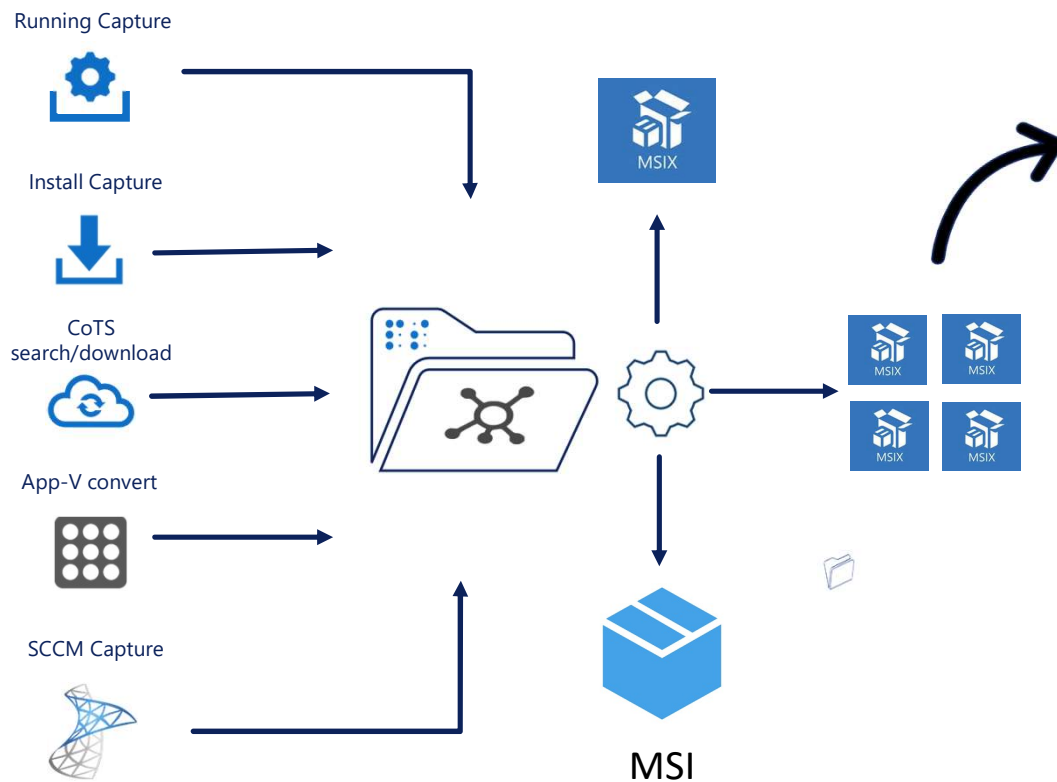 Running Capture
Install Capture
CoTS
search/download
App-V convert
SCCM Capture
MSIX
MSIX
MSIX
MSIX
MSIX
MSI